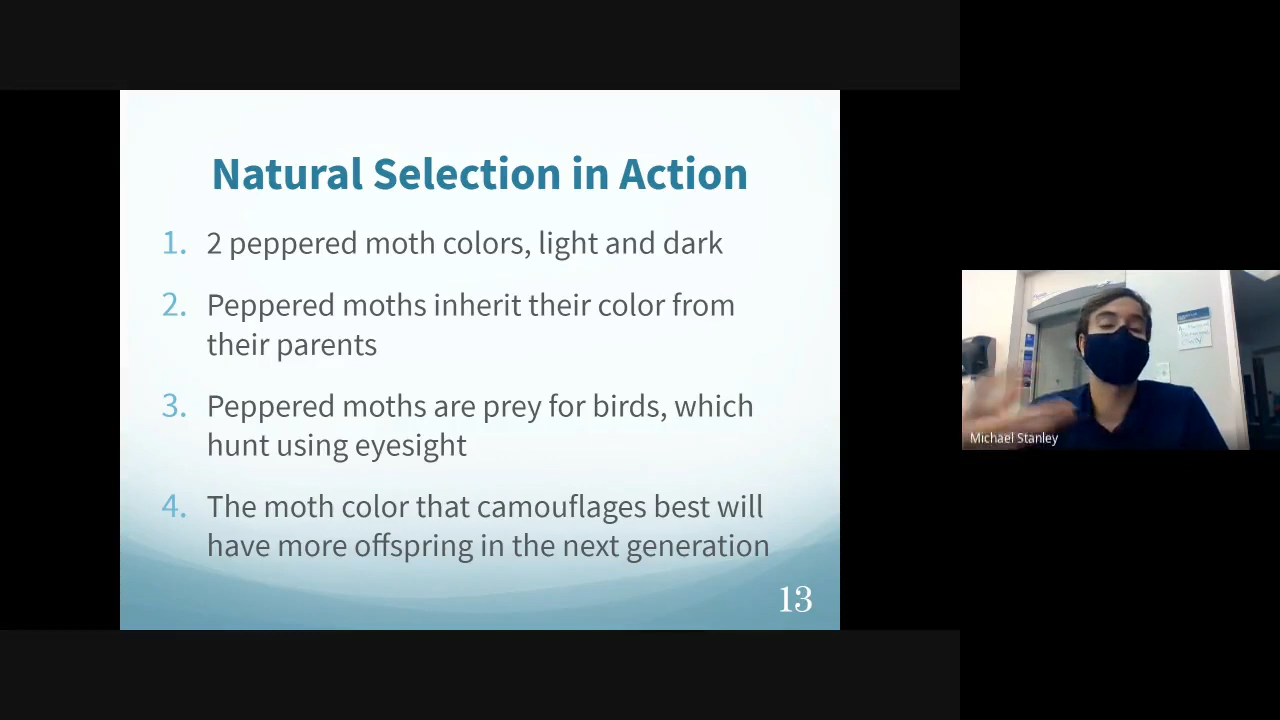 Natural Selection in Action
1. 2 peppered moth colors, light and dark
2. Peppered moths inherit their color from
their parents
3. Peppered moths are prey for birds, which
hunt using eyesight
4. The moth color that camouflages best will
have more offspring in the next generation
13
Michael Stanley